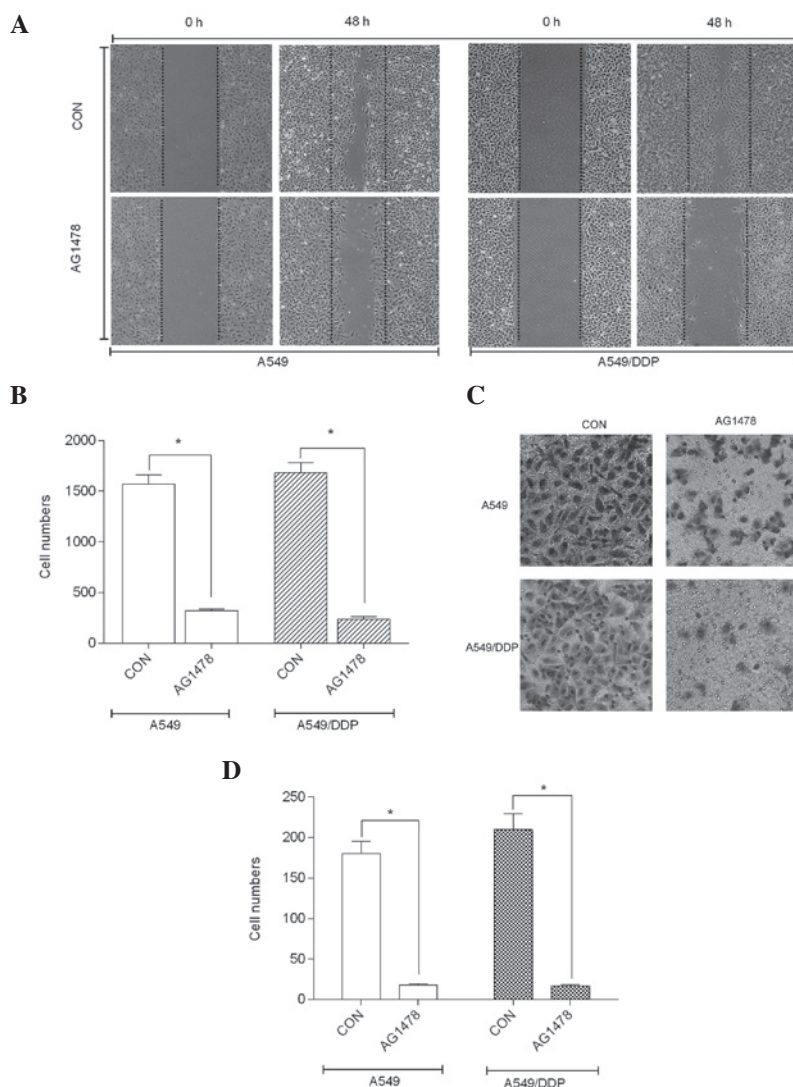 A
0 h 48 h 0 h 48 h
CON
AG1478
A549 A549/DDP
B
2000
1500
1000
500
0
Cell numbers
* *
CON AG1478 CON AG1478
A549 A549/DDP
C
CON AG1478
A549
A549/DDP
D
250
200
150
100
50
0
Cell numbers
* *
CON AG1478 CON AG1478
A549 A549/DDP